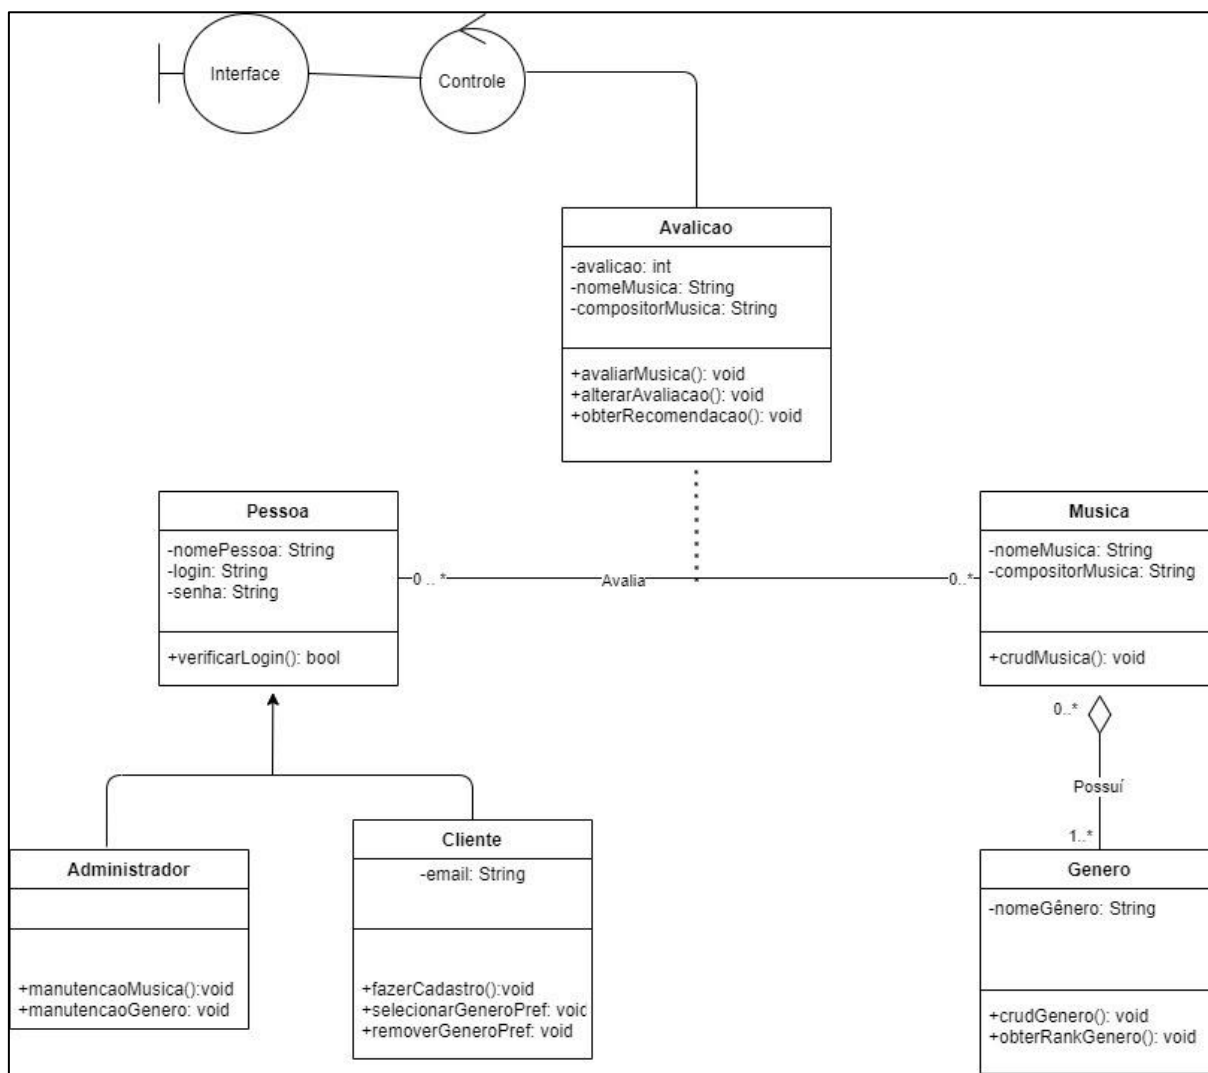 Interface
Controle
Avalicao
-avalicao: int
-nomeMusica: String
-compositorMusica: String
+avaliarMusica(): void
+alterarAvaliacao(): void
+obterRecomendacao(): void
Pessoa
-nomePessoa: String
-login: String
-senha: String
+verificarLogin(): bool
0 .. *
Avalia
0..*
Musica
-nomeMusica: String
-compositorMusica: String
+crudMusica(): void
0..*
Possuí
1..*
Administrador
+manutencaoMusica():void
+manutencaoGenero: void
Cliente
-email: String
+fazerCadastro():void
+selecionarGeneroPref: void
+removerGeneroPref: void
Genero
-nomeGênero: String
+crudGenero(): void
+obterRankGenero(): void